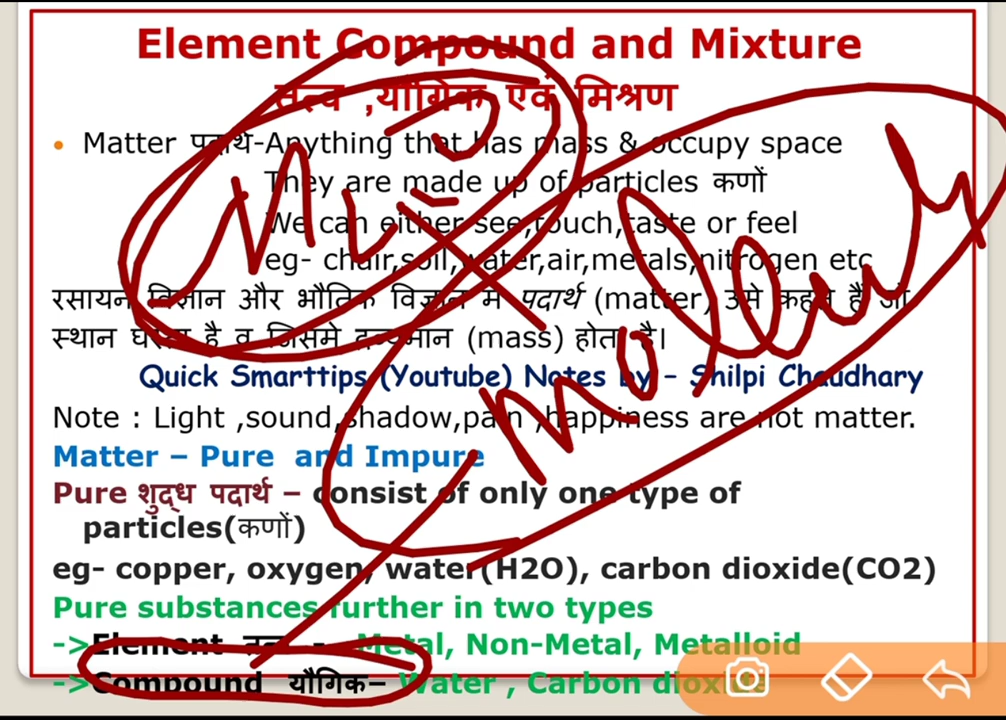 Element Compound and Mixture
तत्व ,यौगिक एवं मिश्रण
• Matter पदार्थ-Anything that has mass & occupy space
They are made up of particles कणों
We can either see,touch,taste or feel
eg- chair,soil,water,air,metals,nitrogen etc
रसायन विज्ञान और भौतिक विज्ञान में पदार्थ (matter) उसे कहते हैं जो
स्थान घेरता है व जिसमे द्रव्यमान (mass) होता है।
Quick Smarttips (Youtube) Notes by - Shilpi Chaudhary
Note : Light ,sound,shadow,pain ,happiness are not matter.
Matter – Pure and Impure
Pure शुद्ध पदार्थ – consist of only one type of
particles(कणों)
eg- copper, oxygen, water(H2O), carbon dioxide(CO2)
Pure substances further in two types
->Element तत्व - Metal, Non-Metal, Metalloid
->Compound यौगिक– Water , Carbon dioxide